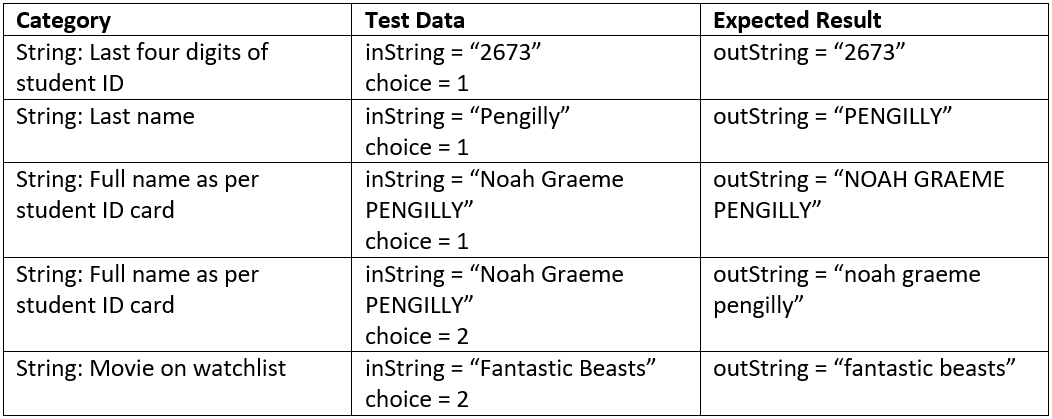 Category Test Data Expected Result
String: Last four digits of
student ID
inString = “2673”
choice = 1
outString = “2673”
String: Last name
inString = “Pengilly”
choice = 1
outString = “PENGILLY”
String: Full name as per
student ID card
inString = “Noah Graeme
PENGILLY”
choice = 1
outString = “NOAH GRAEME
PENGILLY”
String: Full name as per
student ID card
inString = “Noah Graeme
PENGILLY”
choice = 2
outString = “noah graeme
pengilly”
String: Movie on watchlist
inString = “Fantastic Beasts”
choice = 2
outString = “fantastic beasts”